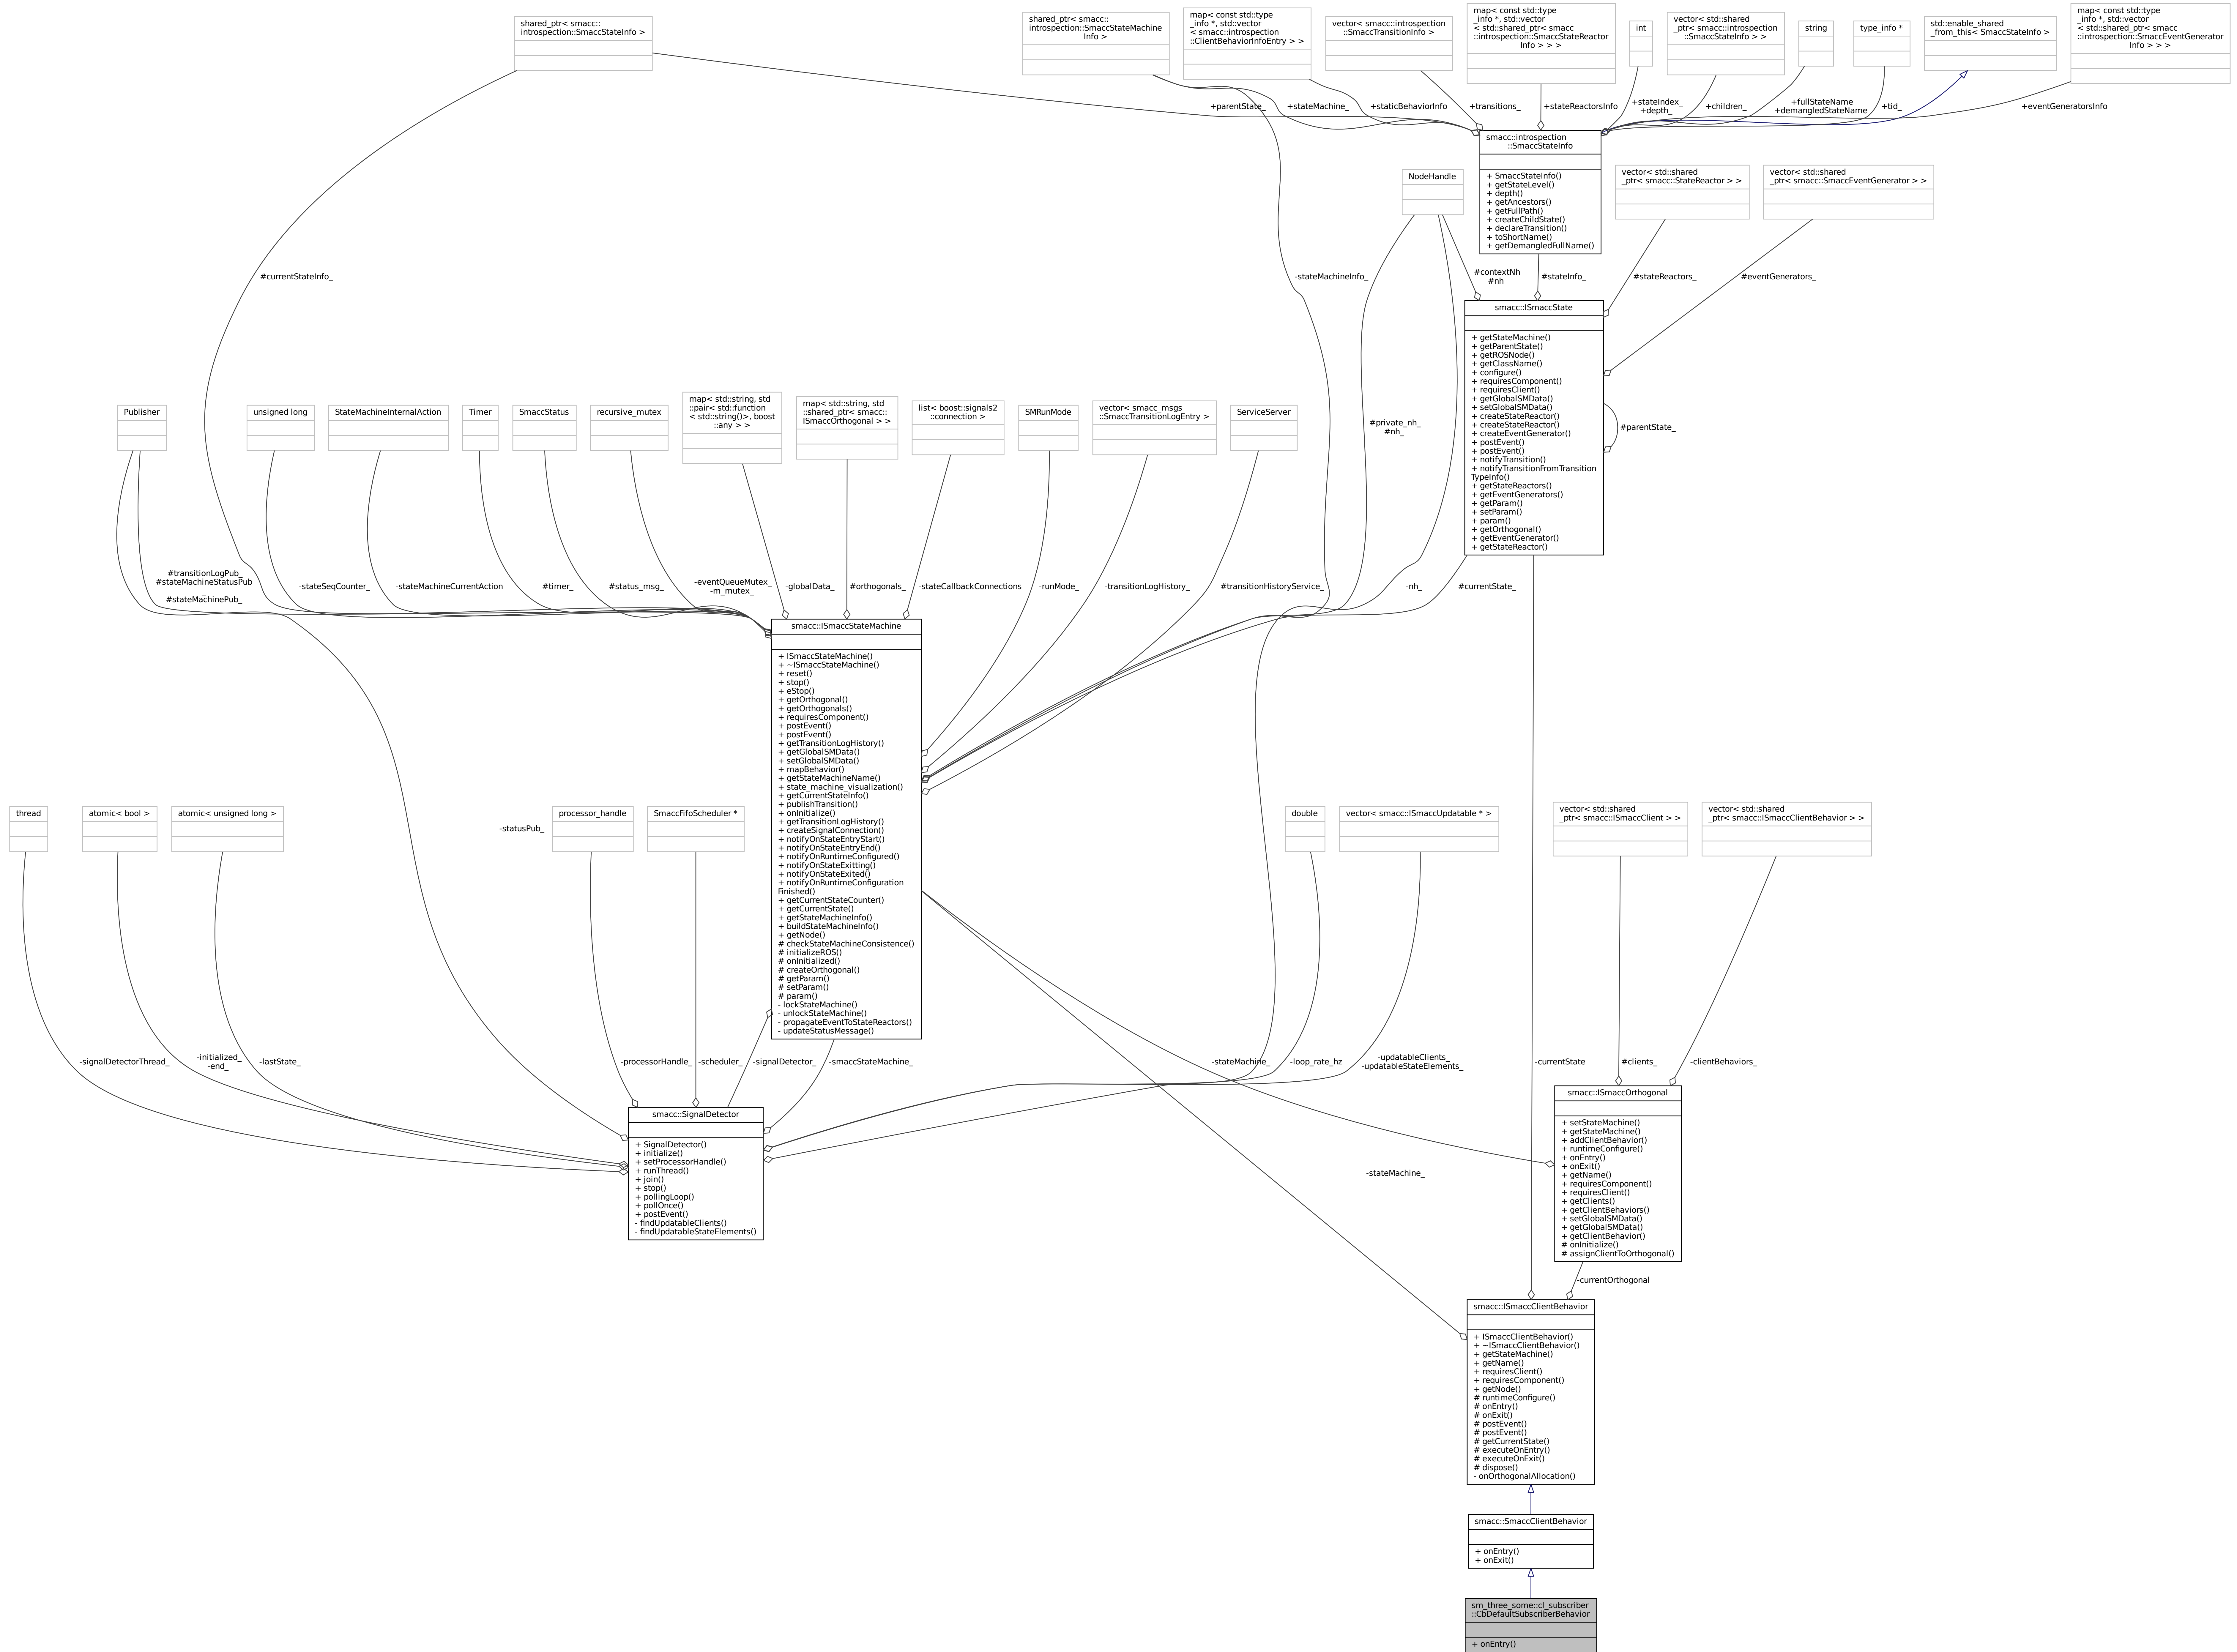 shared_ptr< smacc::
introspection::SmaccStateInfo >
shared_ptr< smacc::
introspection::SmaccStateMachine
Info >
map< const std::type
_info *, std::vector
< smacc::introspection
::ClientBehaviorInfoEntry > >
vector< smacc::introspection
::SmaccTransitionInfo >
map< const std::type
_info *, std::vector
< std::shared_ptr< smacc
::introspection::SmaccStateReactor
Info > > >
int
vector< std::shared
_ptr< smacc::introspection
::SmaccStateInfo > >
string
type_info *
std::enable_shared
_from_this< SmaccStateInfo >
map< const std::type
_info *, std::vector
< std::shared_ptr< smacc
::introspection::SmaccEventGenerator
Info > > >
+parentState_
+stateMachine_
+staticBehaviorInfo
+transitions_
+stateReactorsInfo
+stateIndex_
+depth_
+children_
+fullStateName
+demangledStateName
+tid_
+eventGeneratorsInfo
smacc::introspection
::SmaccStateInfo
+ SmaccStateInfo()
+ getStateLevel()
+ depth()
+ getAncestors()
+ getFullPath()
+ createChildState()
+ declareTransition()
+ toShortName()
+ getDemangledFullName()
NodeHandle
vector< std::shared
_ptr< smacc::StateReactor > >
vector< std::shared
_ptr< smacc::SmaccEventGenerator > >
#currentStateInfo_
-stateMachineInfo_
#contextNh
#nh
#stateInfo_
#stateReactors_
#eventGenerators_
smacc::ISmaccState
+ getStateMachine()
+ getParentState()
+ getROSNode()
+ getClassName()
+ configure()
+ requiresComponent()
+ requiresClient()
+ getGlobalSMData()
+ setGlobalSMData()
+ createStateReactor()
+ createStateReactor()
+ createEventGenerator()
+ postEvent()
+ postEvent()
+ notifyTransition()
+ notifyTransitionFromTransition
TypeInfo()
+ getStateReactors()
+ getEventGenerators()
+ getParam()
+ setParam()
+ param()
+ getOrthogonal()
+ getEventGenerator()
+ getStateReactor()
#parentState_
Publisher
unsigned long
StateMachineInternalAction
Timer
SmaccStatus
recursive_mutex
map< std::string, std
::pair< std::function
< std::string()>, boost
::any > >
map< std::string, std
::shared_ptr< smacc::
ISmaccOrthogonal > >
list< boost::signals2
::connection >
SMRunMode
vector< smacc_msgs
::SmaccTransitionLogEntry >
ServiceServer
#private_nh_
#nh_
#transitionLogPub_
#stateMachineStatusPub
_
#stateMachinePub_
-stateSeqCounter_
-stateMachineCurrentAction
#timer_
#status_msg_
-eventQueueMutex_
-m_mutex_
-globalData_
#orthogonals_
-stateCallbackConnections
-runMode_
-transitionLogHistory_
#transitionHistoryService_
-nh_
#currentState_
smacc::ISmaccStateMachine
+ ISmaccStateMachine()
+ ~ISmaccStateMachine()
+ reset()
+ stop()
+ eStop()
+ getOrthogonal()
+ getOrthogonals()
+ requiresComponent()
+ postEvent()
+ postEvent()
+ getTransitionLogHistory()
+ getGlobalSMData()
+ setGlobalSMData()
+ mapBehavior()
+ getStateMachineName()
+ state_machine_visualization()
+ getCurrentStateInfo()
+ publishTransition()
+ onInitialize()
+ getTransitionLogHistory()
+ createSignalConnection()
+ notifyOnStateEntryStart()
+ notifyOnStateEntryEnd()
+ notifyOnRuntimeConfigured()
+ notifyOnStateExitting()
+ notifyOnStateExited()
+ notifyOnRuntimeConfiguration
Finished()
+ getCurrentStateCounter()
+ getCurrentState()
+ getStateMachineInfo()
+ buildStateMachineInfo()
+ getNode()
# checkStateMachineConsistence()
# initializeROS()
# onInitialized()
# createOrthogonal()
# getParam()
# setParam()
# param()
- lockStateMachine()
- unlockStateMachine()
- propagateEventToStateReactors()
- updateStatusMessage()
thread
atomic< bool >
atomic< unsigned long >
-statusPub_
processor_handle
SmaccFifoScheduler *
double
vector< smacc::ISmaccUpdatable * >
vector< std::shared
_ptr< smacc::ISmaccClient > >
vector< std::shared
_ptr< smacc::ISmaccClientBehavior > >
-signalDetectorThread_
-initialized_
-end_
-lastState_
-processorHandle_
-scheduler_
-signalDetector_
-smaccStateMachine_
-stateMachine_
-loop_rate_hz
-updatableClients_
-updatableStateElements_
-currentState
#clients_
-clientBehaviors_
smacc::SignalDetector
+ SignalDetector()
+ initialize()
+ setProcessorHandle()
+ runThread()
+ join()
+ stop()
+ pollingLoop()
+ pollOnce()
+ postEvent()
- findUpdatableClients()
- findUpdatableStateElements()
smacc::ISmaccOrthogonal
+ setStateMachine()
+ getStateMachine()
+ addClientBehavior()
+ runtimeConfigure()
+ onEntry()
+ onExit()
+ getName()
+ requiresComponent()
+ requiresClient()
+ getClients()
+ getClientBehaviors()
+ setGlobalSMData()
+ getGlobalSMData()
+ getClientBehavior()
# onInitialize()
# assignClientToOrthogonal()
-stateMachine_
-currentOrthogonal
smacc::ISmaccClientBehavior
+ ISmaccClientBehavior()
+ ~ISmaccClientBehavior()
+ getStateMachine()
+ getName()
+ requiresClient()
+ requiresComponent()
+ getNode()
# runtimeConfigure()
# onEntry()
# onExit()
# postEvent()
# postEvent()
# getCurrentState()
# executeOnEntry()
# executeOnExit()
# dispose()
- onOrthogonalAllocation()
smacc::SmaccClientBehavior
+ onEntry()
+ onExit()
sm_three_some::cl_subscriber
::CbDefaultSubscriberBehavior
+ onEntry()